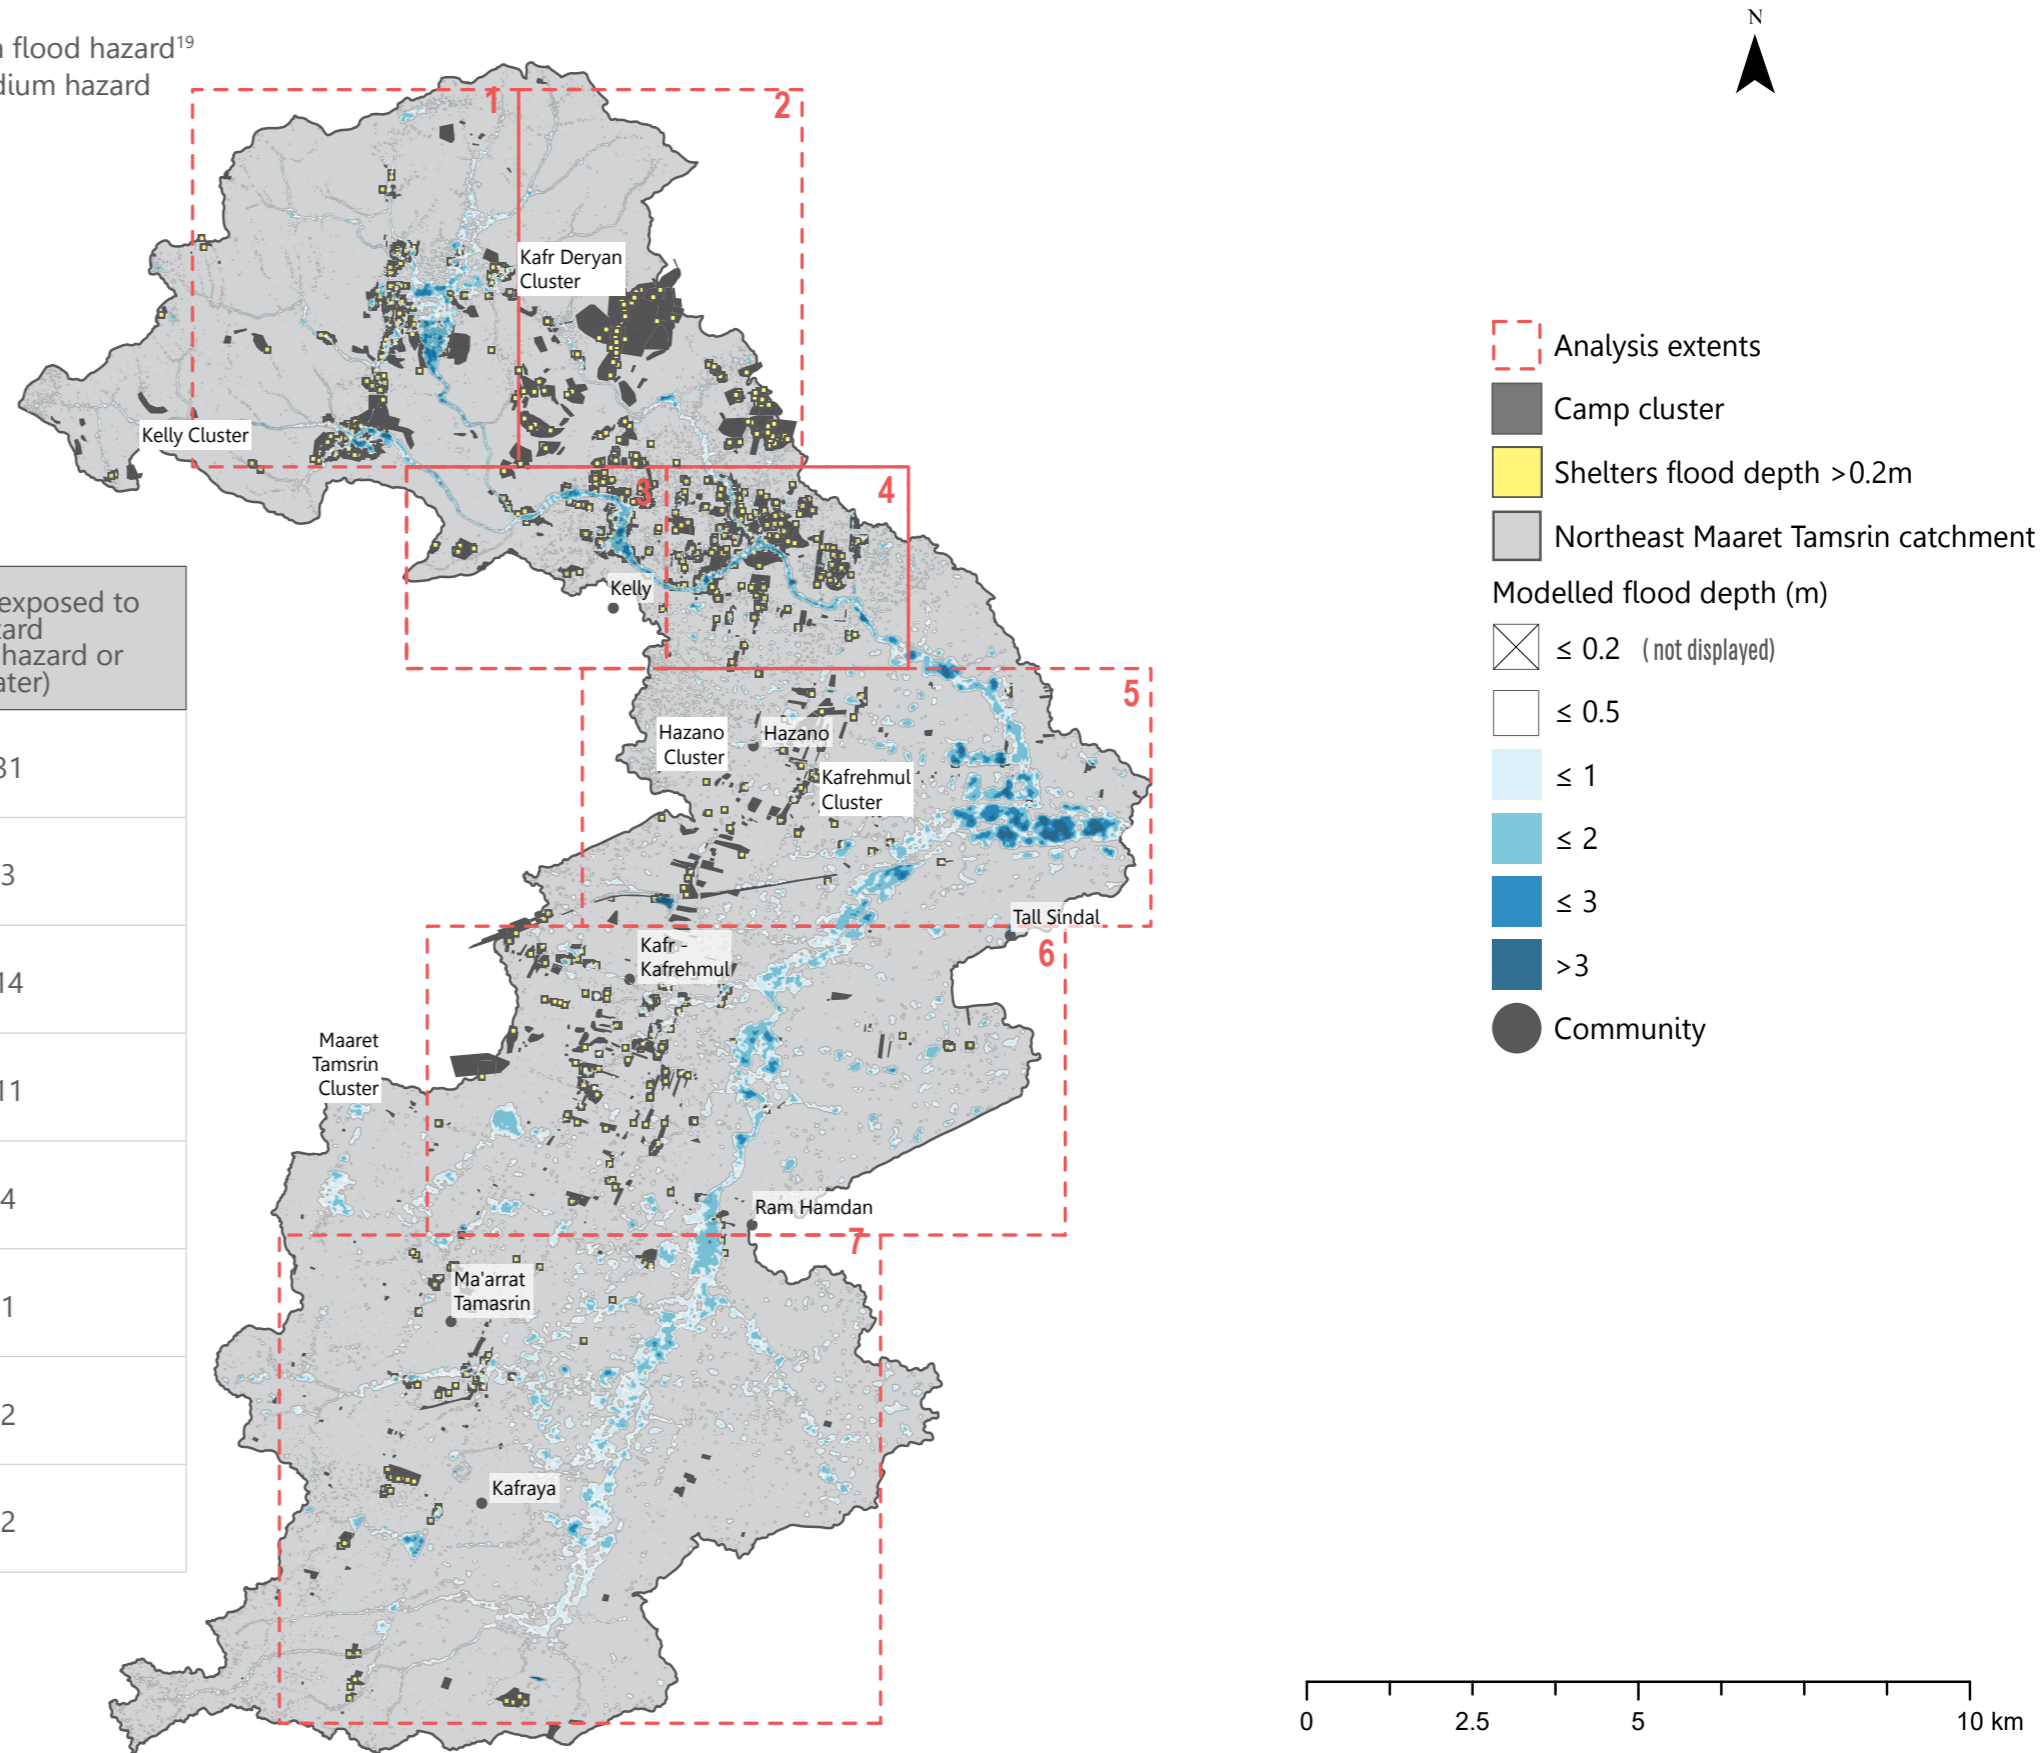 flood hazard19
dium hazard
exposed to
hazard or
31
3
14
11
4
1
2
2
N
1
2
Kafr Deryan
Cluster
Kelly Cluster
3
4
Kelly
5
Hazano
Cluster
Hazano
Kafrehmul
Cluster
Tall Sindal
6
Kafr -
Kafrehmul
Maaret
Tamsrin
Cluster
Ram Hamdan
7
Ma'arrat
Tamasrin
Kafraya
Analysis extents
Camp cluster
Shelters flood depth >0.2m
Northeast Maaret Tamsrin catchment
Modelled flood depth (m)
≤ 0.2 ( not displayed)
≤ 0.5
≤ 1
≤ 2
≤ 3
>3
Community
0 2.5 5 10 km